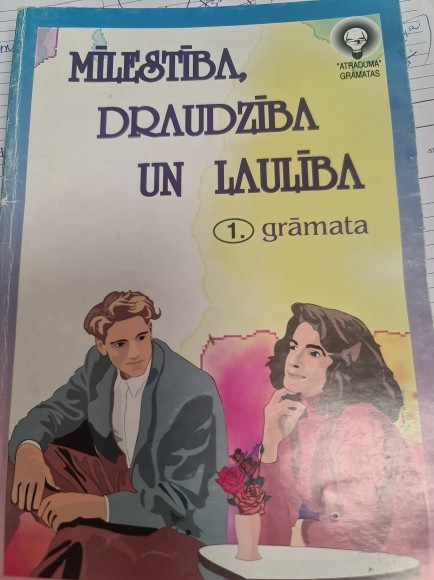 "ATRADUMA"
GRĀMATAS
MĪLESTĪBA,
DRAUDZĪBA
UN LAULĪBA
1. grāmata